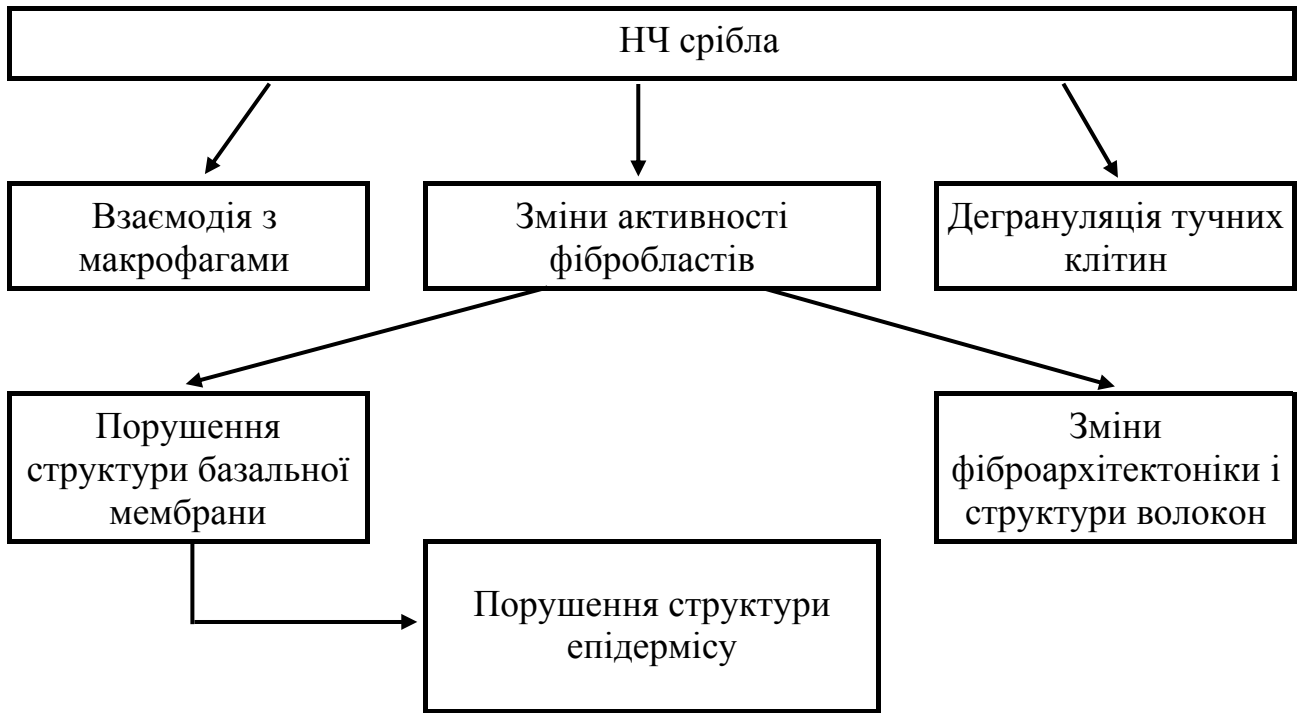 НЧ срібла
Взаємодія з
макрофагами
Зміни активності
фібробластів
Дегрануляція тучних
клітин
Порушення
структури базальної
мембрани
Зміни
фіброархітектоніки і
структури волокон
Порушення структури
епідермісу